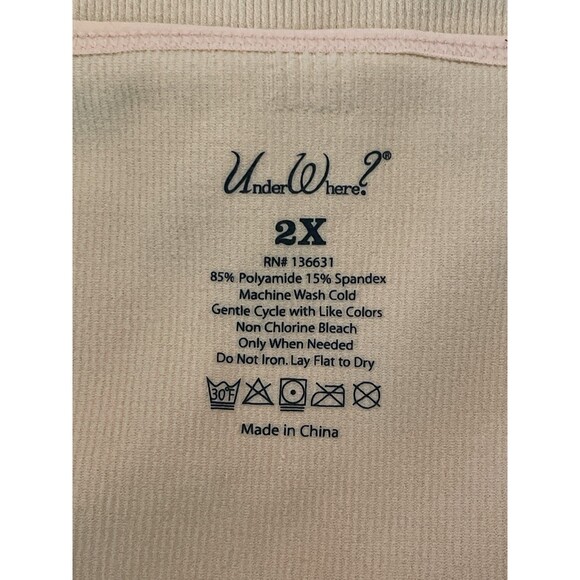 UnderWhere?®
2X
RN# 136631
85% Polyamide 15% Spandex
Machine Wash Cold
Gentle Cycle with Like Colors
Non Chlorine Bleach
Only When Needed
Do Not Iron. Lay Flat to Dry
30°F
Made in China